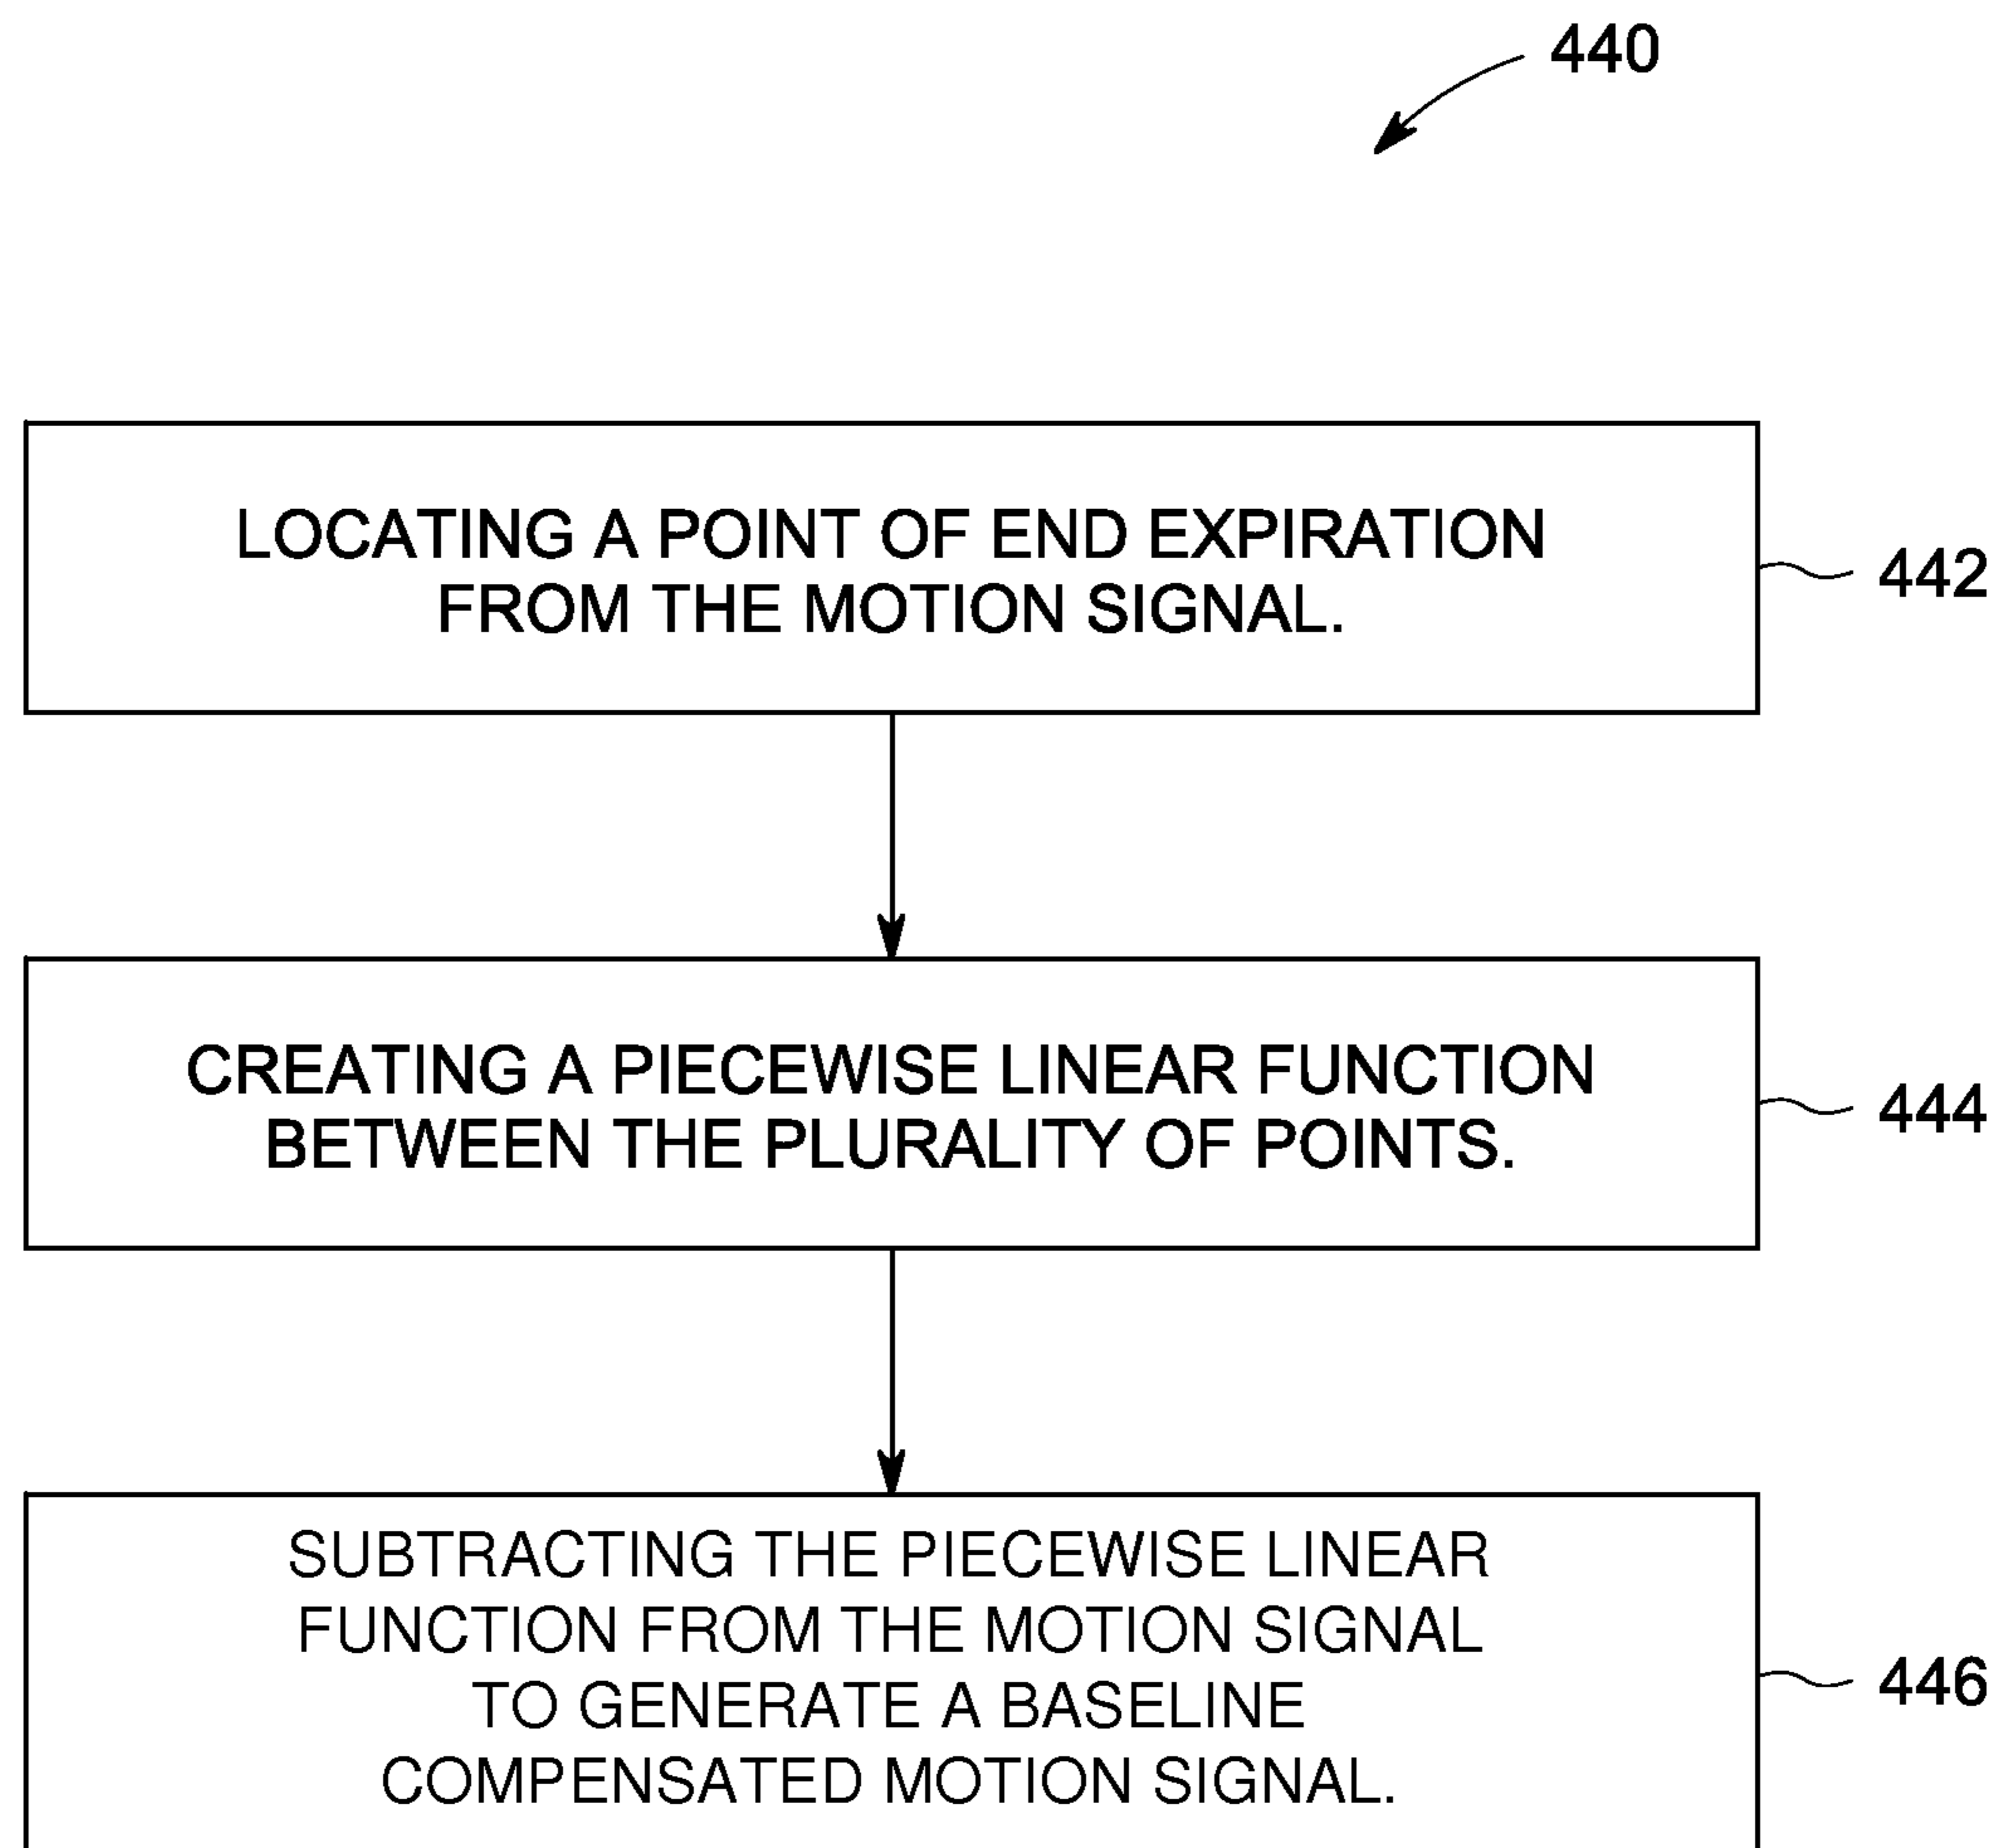 440
LOCATING A POINT OF END EXPIRATION
FROM THE MOTION SIGNAL.
442
CREATING A PIECEWISE LINEAR FUNCTION
BETWEEN THE PLURALITY OF POINTS.
444
SUBTRACTING THE PIECEWISE LINEAR
FUNCTION FROM THE MOTION SIGNAL
TO GENERATE A BASELINE
COMPENSATED MOTION SIGNAL.
446